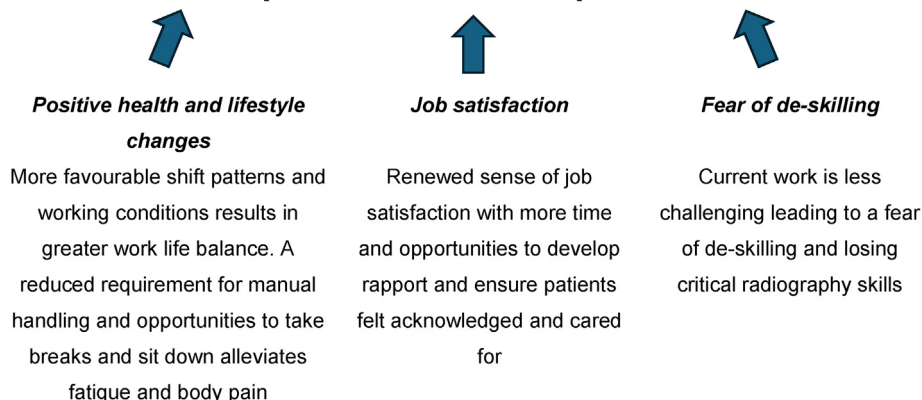 Positive health and lifestyle
changes
More favourable shift patterns and
working conditions results in
greater work life balance. A
reduced requirement for manual
handling and opportunities to take
breaks and sit down alleviates
fatigue and body pain
Job satisfaction
Renewed sense of job
satisfaction with more time
and opportunities to develop
rapport and ensure patients
felt acknowledged and cared
for
Fear of de-skilling
Current work is less
challenging leading to a fear
of de-skilling and losing
critical radiography skills